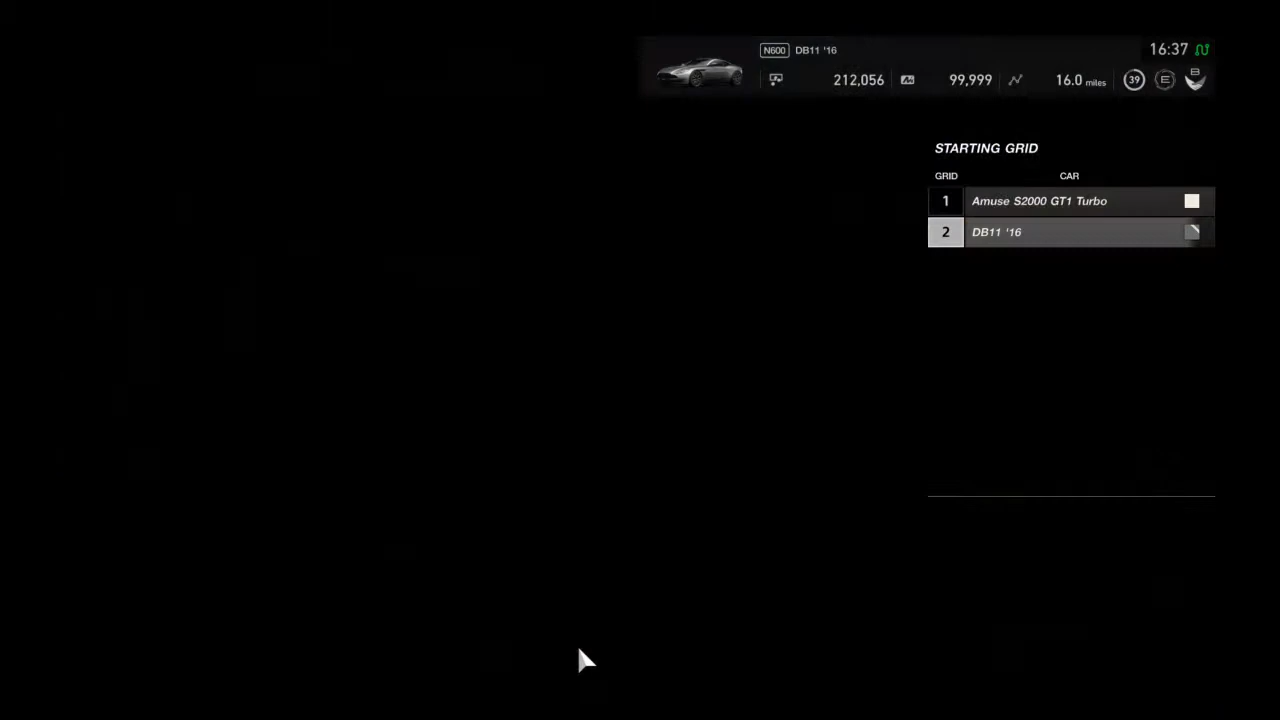 N600 DB11 '16
16:37
212,056 99,999 16.0 miles 39 E B
STARTING GRID
GRID CAR
1 Amuse S2000 GT1 Turbo
2 DB11 '16